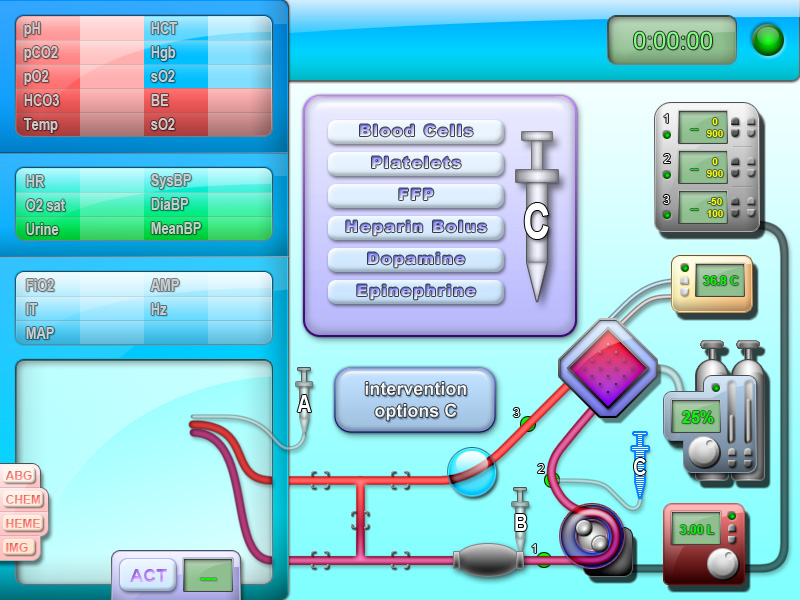 pH HCT
pCO2 Hgb
pO2 sO2
HCO3 BE
Temp sO2
HR SysBP
O2 sat DiaBP
Urine MeanBP
FiO2 AMP
IT Hz
MAP
ABG
CHEM
HEME
IMG
ACT —
0:00:00
Blood Cells
Platelets
FFP
Heparin Bolus
Dopamine
Epinephrine
C
intervention
options C
A
B
C
1
2
3
1 0
900
2 0
900
3 -50
100
36.8 C
25%
3.00 L